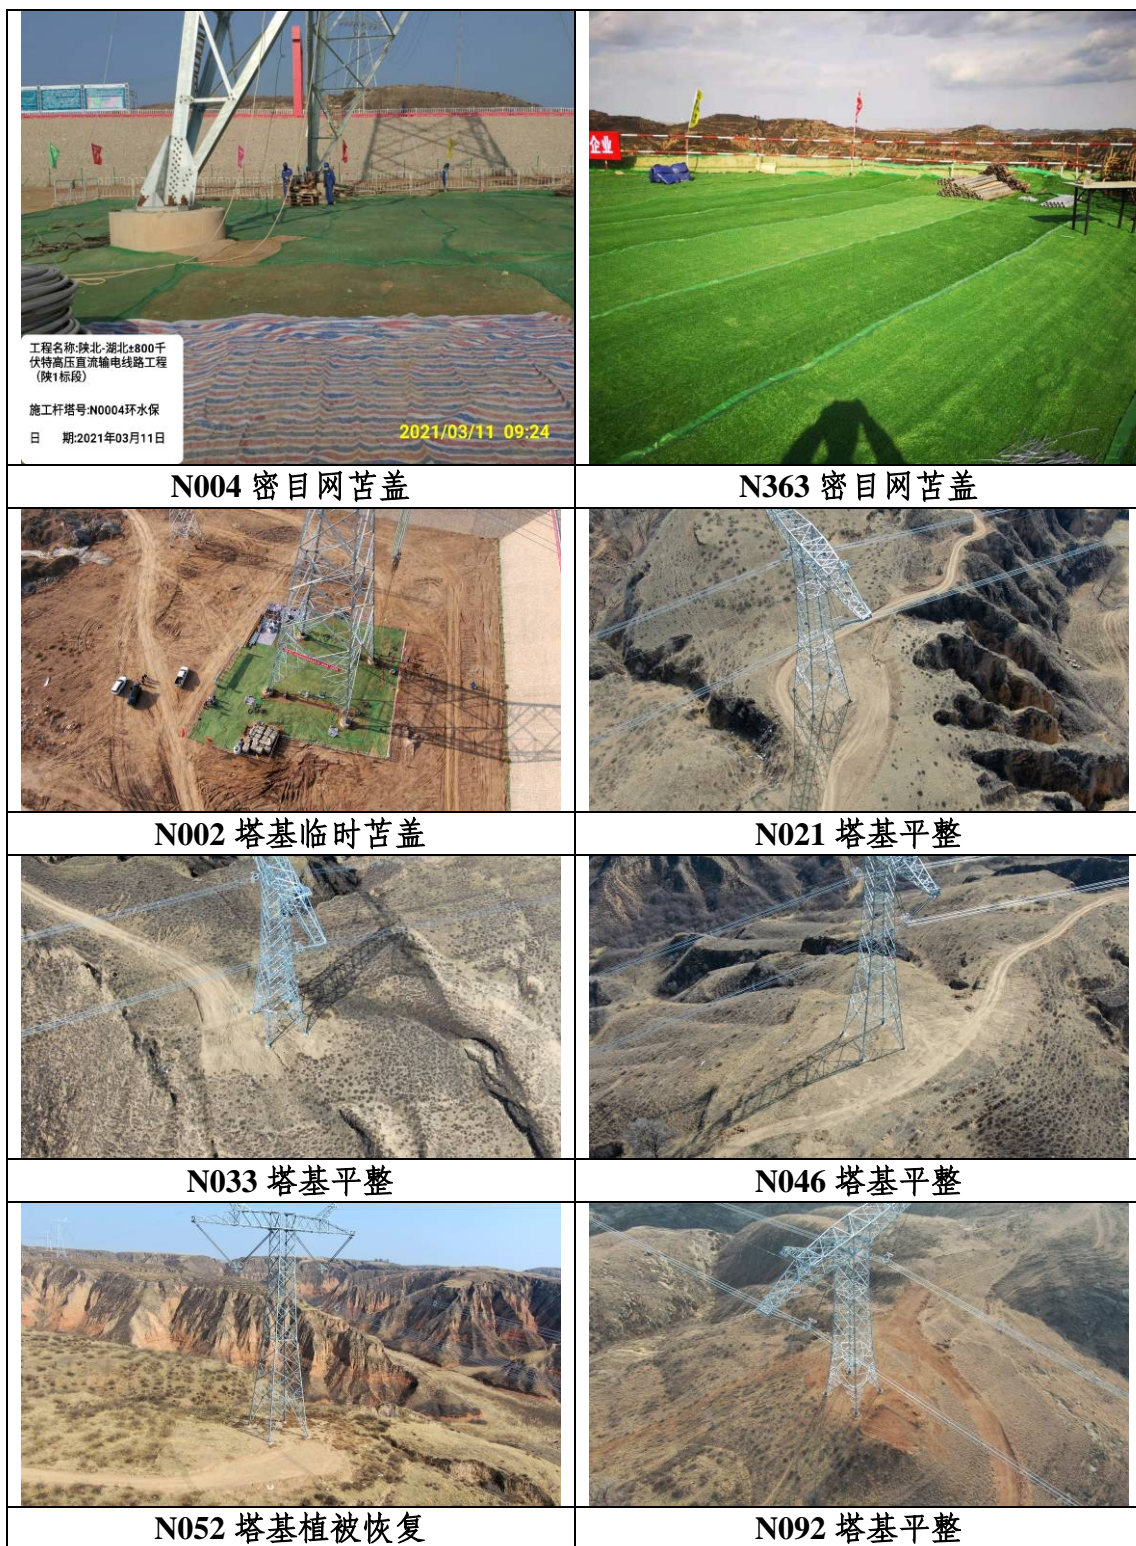 工程名称:陕北-湖北±800千
伏特高压直流输电线路工程
（陕1标段）
施工杆塔号:N0004环水保
日 期:2021年03月11日
2021/03/11 09:24
企业
N004 密目网苫盖
N363 密目网苫盖
N002 塔基临时苫盖
N021 塔基平整
N033 塔基平整
N046 塔基平整
N052 塔基植被恢复
N092 塔基平整